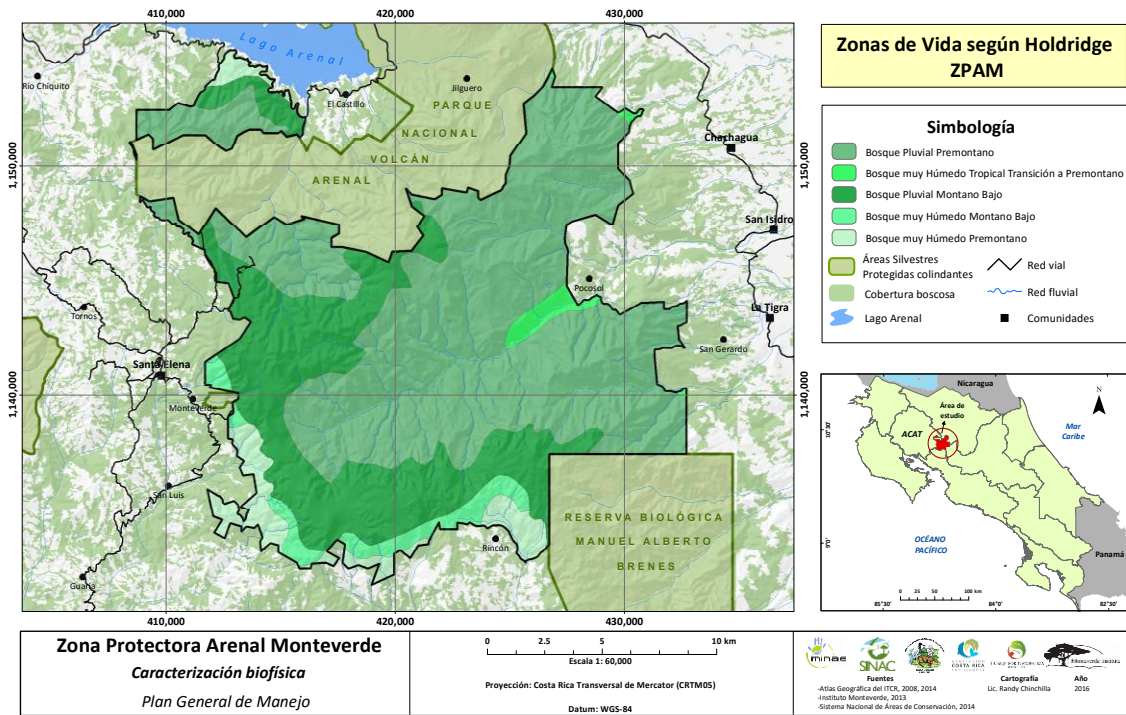 410,000
420,000
430,000
Lago Arenal
Río Chiquito
El Castillo
Jilguero
PARQUE
NACIONAL
VOLCÁN
ARENAL
Chachagua
1,150,000
1,150,000
San Isidro
Pocosol
La Tigra
Tornos
San Gerardo
Santa Elena
1,140,000
1,140,000
Monteverde
San Luis
Rincón
RESERVA BIOLÓGICA
MANUEL ALBERTO
BRENES
Guaria
410,000
420,000
430,000
Zonas de Vida según Holdridge
ZPAM
Simbología
Bosque Pluvial Premontano
Bosque muy Húmedo Tropical Transición a Premontano
Bosque Pluvial Montano Bajo
Bosque muy Húmedo Montano Bajo
Bosque muy Húmedo Premontano
Áreas Silvestres
Protegidas colindantes
Red vial
Cobertura boscosa
Red fluvial
Lago Arenal
Comunidades
Nicaragua
N
Área de
estudio
ACAT
Mar
Caribe
10°30
OCÉANO
PACÍFICO
9°0
Panamá
0 25 50 100 km
85°30
84°0
82°30
Zona Protectora Arenal Monteverde
Caracterización biofísica
Plan General de Manejo
0 2.5 5 10 km
Escala 1: 60,000
Proyección: Costa Rica Transversal de Mercator (CRTM05)
Datum: WGS-84
minae
SINAC
COSTA RICA
Monteverde Institute
Fuentes
-Atlas Geográfica del ITCR, 2008, 2014
-Instituto Monteverde, 2013
-Sistema Nacional de Áreas de Conservación, 2014
Cartografía
Lic. Randy Chinchilla
Año
2016